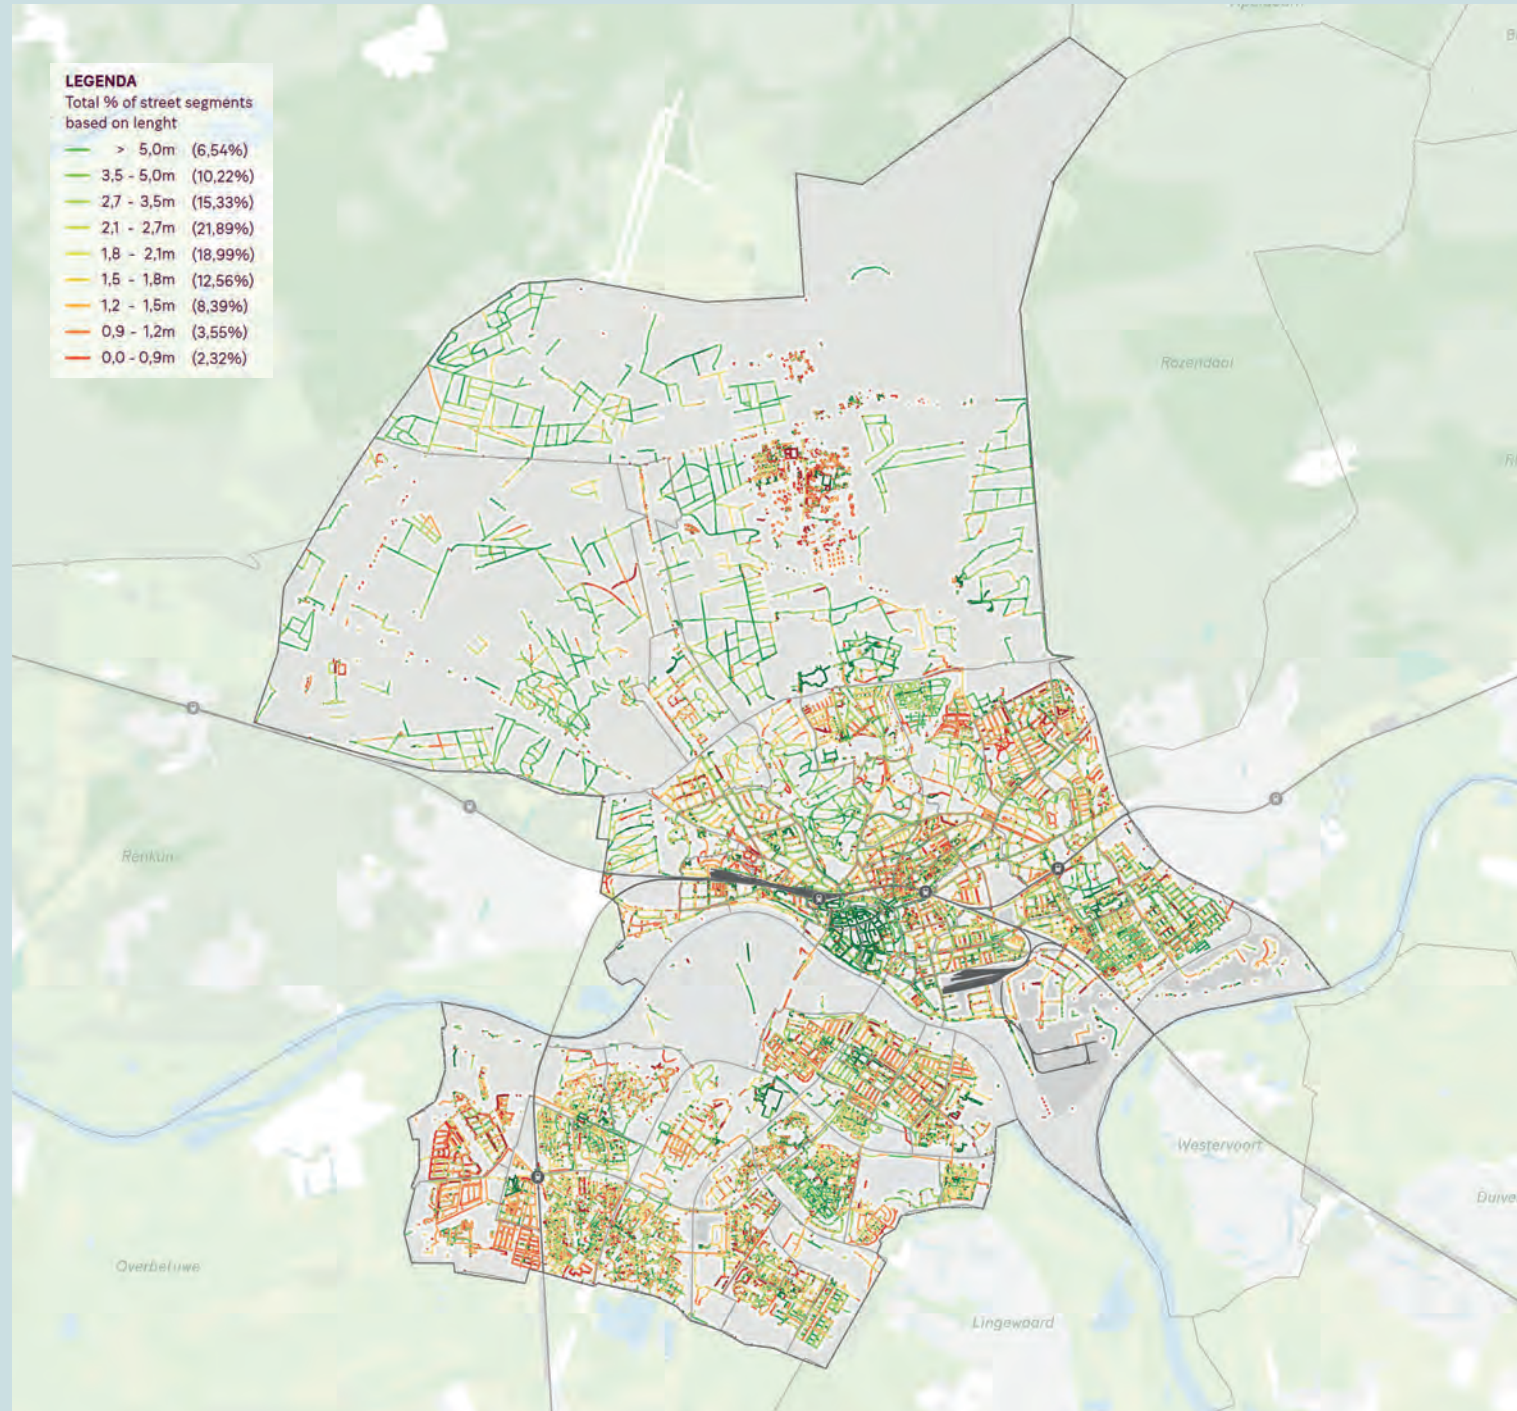 LEGENDA
Total % of street segments
based on lenght
> 5,0m (6,54%)
3,5 - 5,0m (10,22%)
2,7 - 3,5m (15,33%)
2,1 - 2,7m (21,89%)
1,8 - 2,1m (18,99%)
1,5 - 1,8m (12,56%)
1,2 - 1,5m (8,39%)
0,9 - 1,2m (3,55%)
0,0 - 0,9m (2,32%)
Rozendaal
Renkum
Westervoort
Overbetuwe
Lingewaard